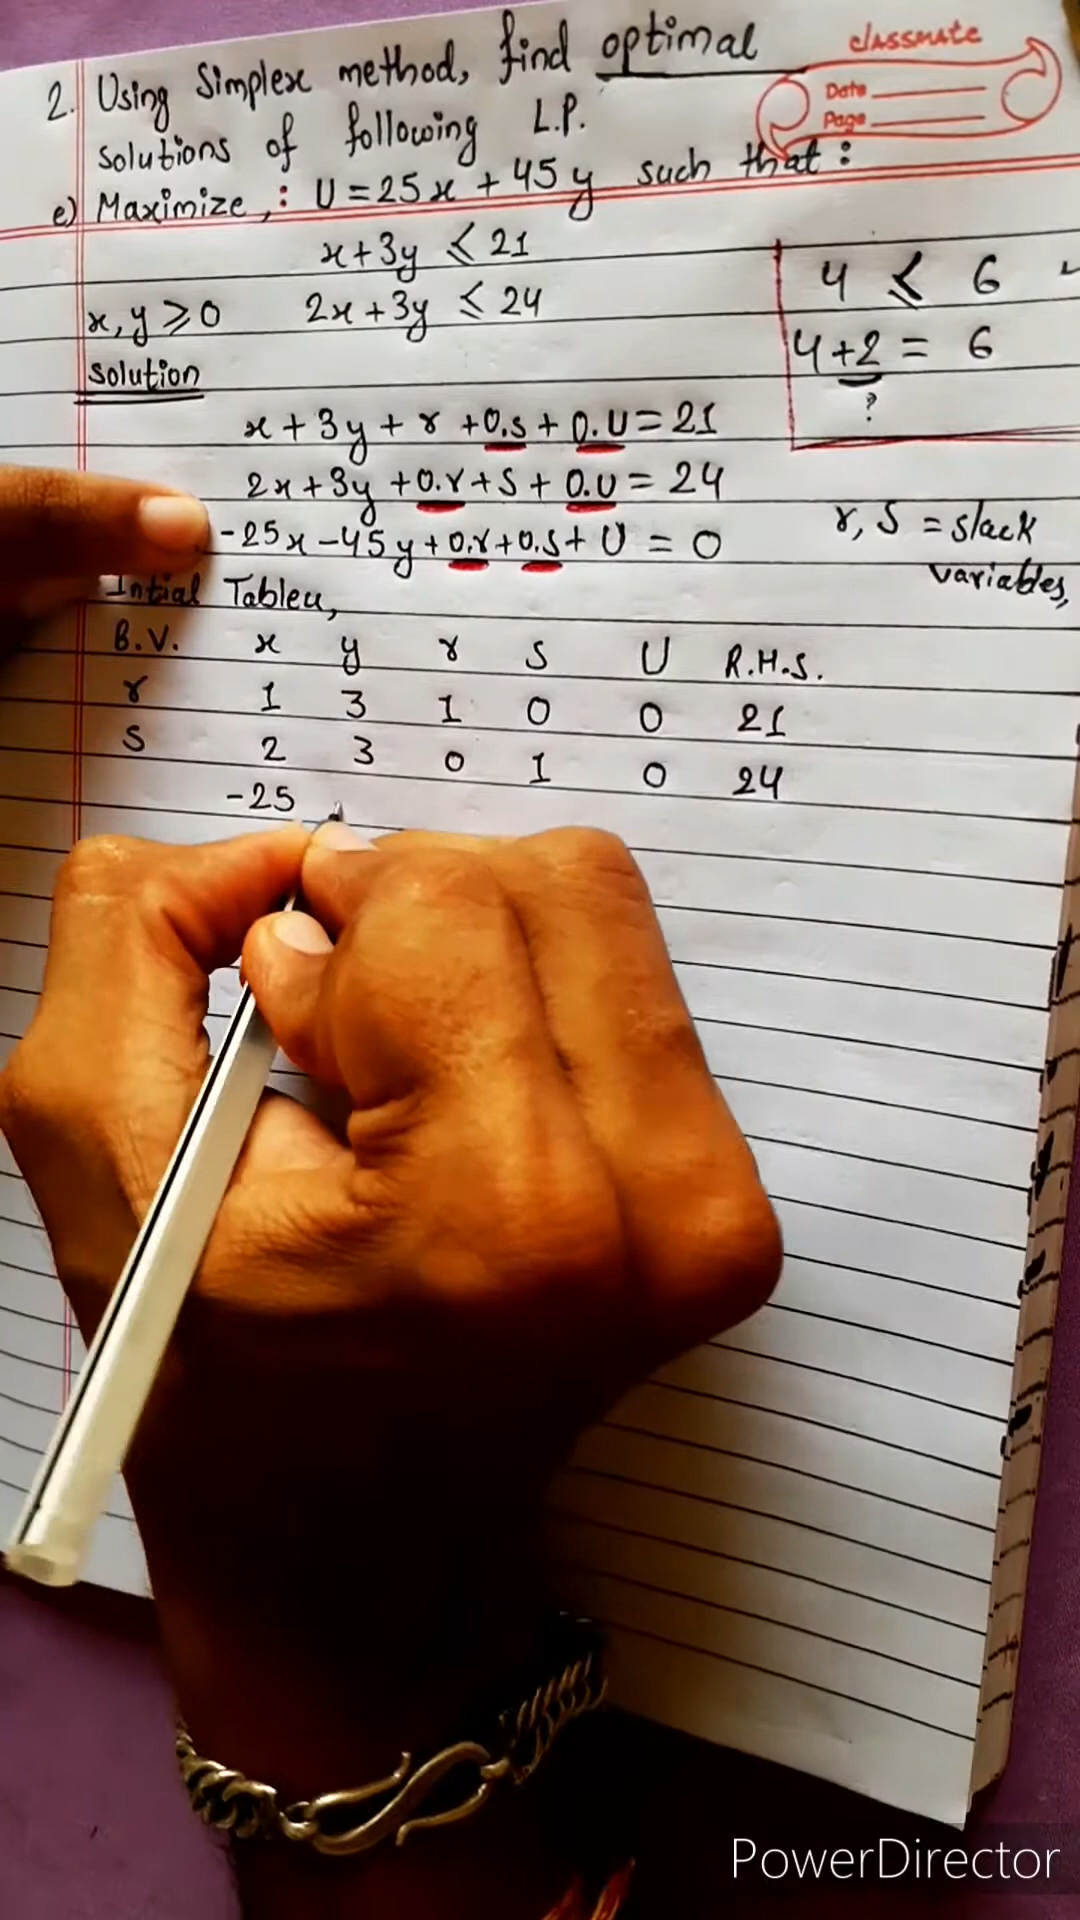 classmate
Date
Page
2. Using Simplex method, find optimal
solutions of following L.P.
e) Maximize, : U = 25x + 45y such that :
x + 3y ≤ 21
x, y ≥ 0 2x + 3y ≤ 24
4 ≤ 6
4 + 2 = 6
?
Solution
x + 3y + r + 0.s + 0.U = 21
2x + 3y + 0.r + s + 0.U = 24
-25x - 45y + 0.r + 0.s + U = 0
r, s = slack
variables,
Intial Tableu,
B.V. x y r s U R.H.S.
r 1 3 1 0 0 21
s 2 3 0 1 0 24
-25
PowerDirector